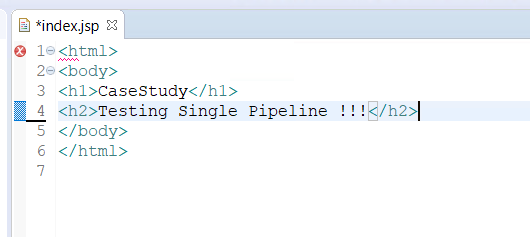 *index.jsp
1 <html>
2 <body>
3 <h1>CaseStudy</h1>
4 <h2>Testing Single Pipeline !!!</h2>
5 </body>
6 </html>
7